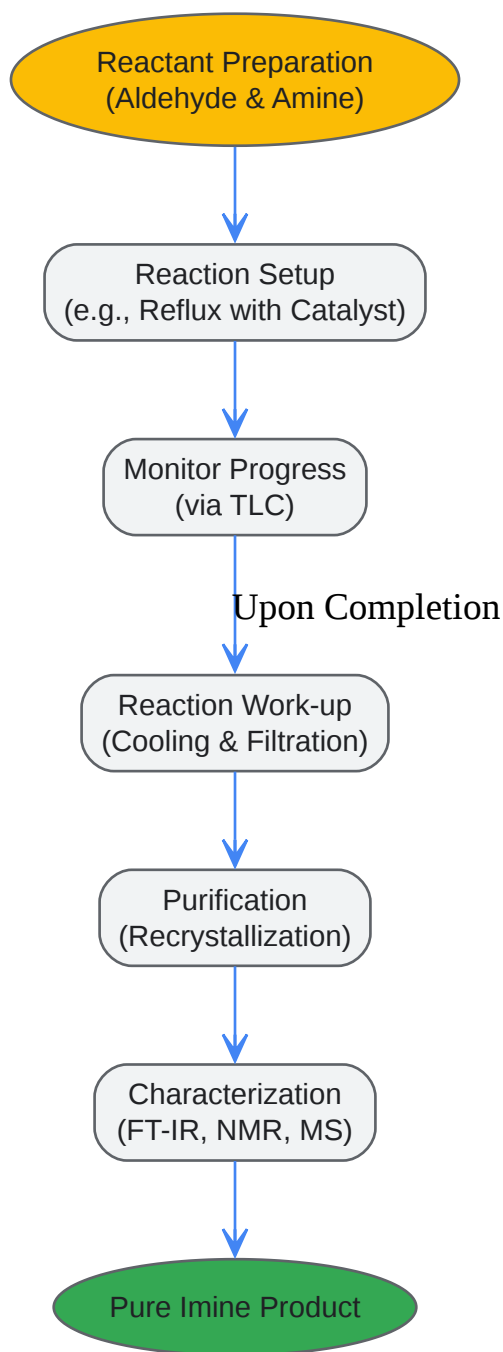 Reactant Preparation
(Aldehyde & Amine)
Reaction Setup
(e.g., Reflux with Catalyst)
Monitor Progress
(via TLC)
Upon Completion
Reaction Work-up
(Cooling & Filtration)
Purification
(Recrystallization)
Characterization
(FT-IR, NMR, MS)
Pure Imine Product